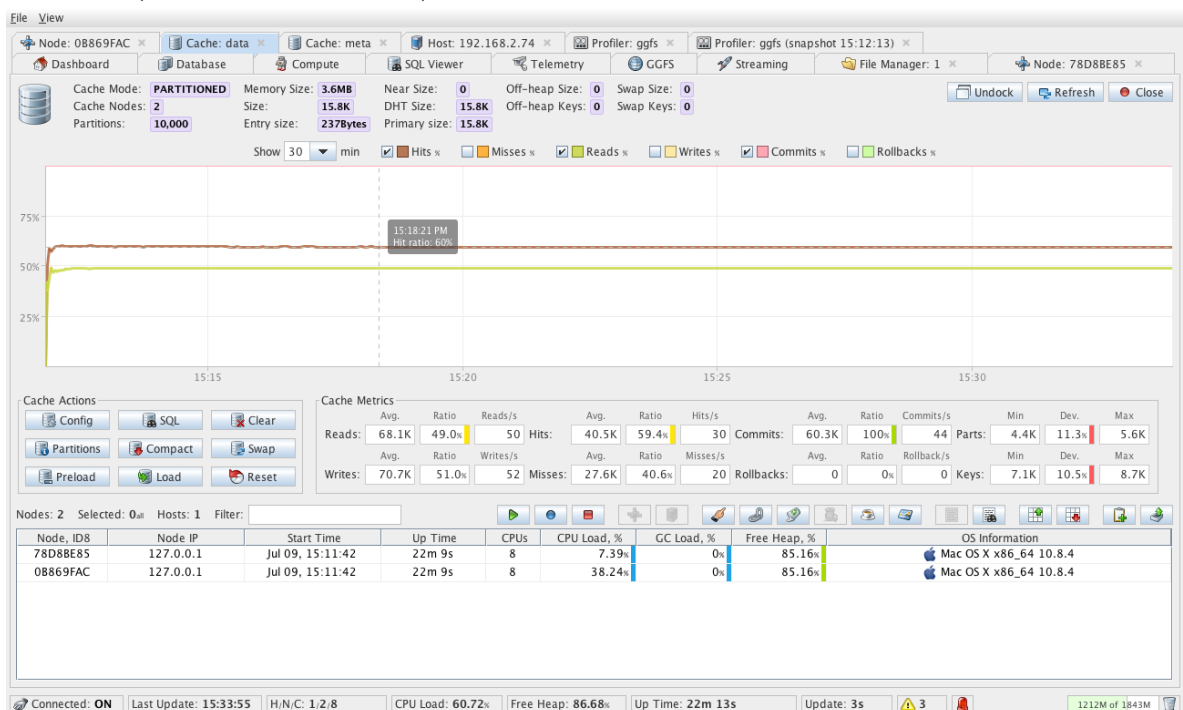 File View
Node: 0B869FAC Cache: data Cache: meta Host: 192.168.2.74 Profiler: ggfs Profiler: ggfs (snapshot 15:12:13)
Dashboard Database Compute SQL Viewer Telemetry GGFS Streaming File Manager: 1 Node: 78D8BE85
Cache Mode: PARTITIONED Memory Size: 3.6MB Near Size: 0 Off-heap Size: 0 Swap Size: 0 Undock Refresh Close
Cache Nodes: 2 Size: 15.8K DHT Size: 15.8K Off-heap Keys: 0 Swap Keys: 0
Partitions: 10,000 Entry size: 237Bytes Primary size: 15.8K
Show 30 min Hits % Misses % Reads % Writes % Commits % Rollbacks %
75%
15:18:21 PM
Hit ratio: 60%
50%
25%
15:15 15:20 15:25 15:30
Cache Actions Cache Metrics
Avg. Ratio Reads/s Avg. Ratio Hits/s Avg. Ratio Commits/s Min Dev. Max
Config SQL Clear
Reads: 68.1K 49.0% 50 Hits: 40.5K 59.4% 30 Commits: 60.3K 100% 44 Parts: 4.4K 11.3% 5.6K
Partitions Compact Swap
Avg. Ratio Writes/s Avg. Ratio Misses/s Avg. Ratio Rollback/s Min Dev. Max
Preload Load Reset
Writes: 70.7K 51.0% 52 Misses: 27.6K 40.6% 20 Rollbacks: 0 0% 0 Keys: 7.1K 10.5% 8.7K
Nodes: 2 Selected: 0all Hosts: 1 Filter:
Node, ID8 Node IP Start Time Up Time CPUs CPU Load, % GC Load, % Free Heap, % OS Information
78D8BE85 127.0.0.1 Jul 09, 15:11:42 22m 9s 8 7.39% 0% 85.16% Mac OS X x86_64 10.8.4
0B869FAC 127.0.0.1 Jul 09, 15:11:42 22m 9s 8 38.24% 0% 85.16% Mac OS X x86_64 10.8.4
Connected: ON Last Update: 15:33:55 H/N/C: 1/2/8 CPU Load: 60.72% Free Heap: 86.68% Up Time: 22m 13s Update: 3s 3 1212M of 1843M